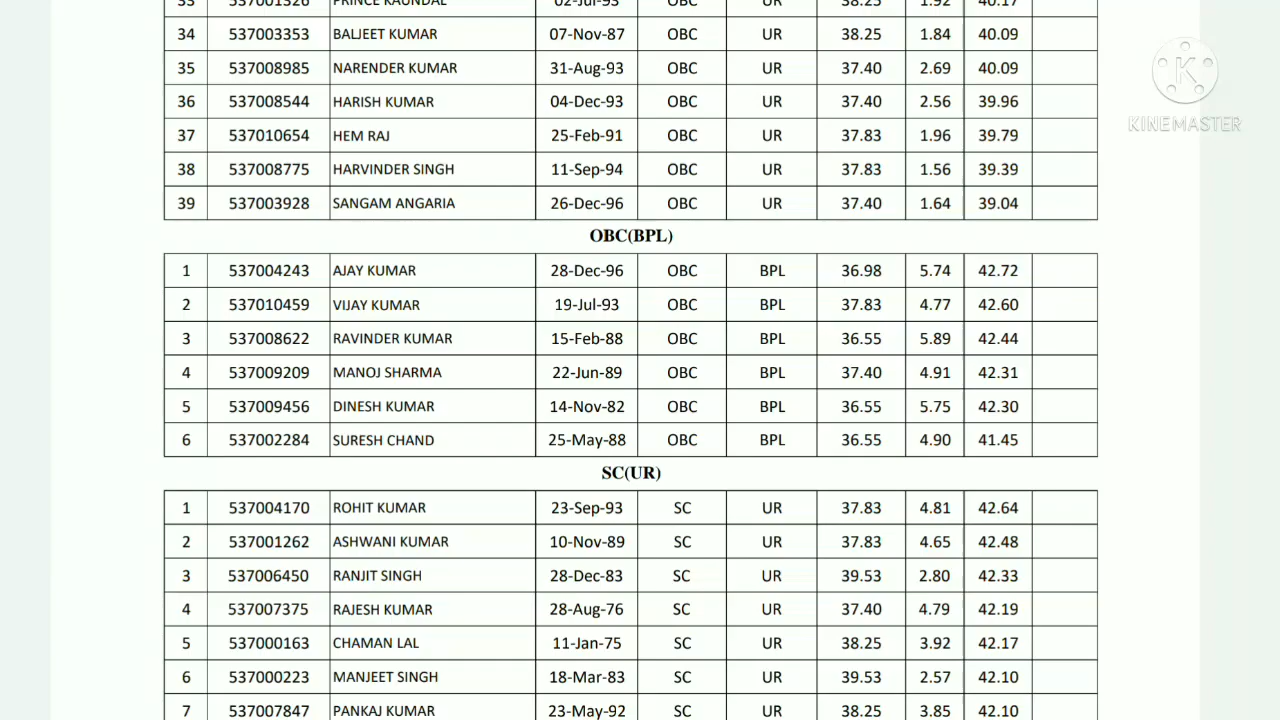 33 537001326 PRINCE KAUNDAL 02-Jul-93 OBC UR 38.25 1.92 40.17
34 537003353 BALJEET KUMAR 07-Nov-87 OBC UR 38.25 1.84 40.09
35 537008985 NARENDER KUMAR 31-Aug-93 OBC UR 37.40 2.69 40.09
36 537008544 HARISH KUMAR 04-Dec-93 OBC UR 37.40 2.56 39.96
37 537010654 HEM RAJ 25-Feb-91 OBC UR 37.83 1.96 39.79
38 537008775 HARVINDER SINGH 11-Sep-94 OBC UR 37.83 1.56 39.39
39 537003928 SANGAM ANGARIA 26-Dec-96 OBC UR 37.40 1.64 39.04
OBC(BPL)
1 537004243 AJAY KUMAR 28-Dec-96 OBC BPL 36.98 5.74 42.72
2 537010459 VIJAY KUMAR 19-Jul-93 OBC BPL 37.83 4.77 42.60
3 537008622 RAVINDER KUMAR 15-Feb-88 OBC BPL 36.55 5.89 42.44
4 537009209 MANOJ SHARMA 22-Jun-89 OBC BPL 37.40 4.91 42.31
5 537009456 DINESH KUMAR 14-Nov-82 OBC BPL 36.55 5.75 42.30
6 537002284 SURESH CHAND 25-May-88 OBC BPL 36.55 4.90 41.45
SC(UR)
1 537004170 ROHIT KUMAR 23-Sep-93 SC UR 37.83 4.81 42.64
2 537001262 ASHWANI KUMAR 10-Nov-89 SC UR 37.83 4.65 42.48
3 537006450 RANJIT SINGH 28-Dec-83 SC UR 39.53 2.80 42.33
4 537007375 RAJESH KUMAR 28-Aug-76 SC UR 37.40 4.79 42.19
5 537000163 CHAMAN LAL 11-Jan-75 SC UR 38.25 3.92 42.17
6 537000223 MANJEET SINGH 18-Mar-83 SC UR 39.53 2.57 42.10
7 537007847 PANKAJ KUMAR 23-May-92 SC UR 38.25 3.85 42.10
K
KINEMASTER